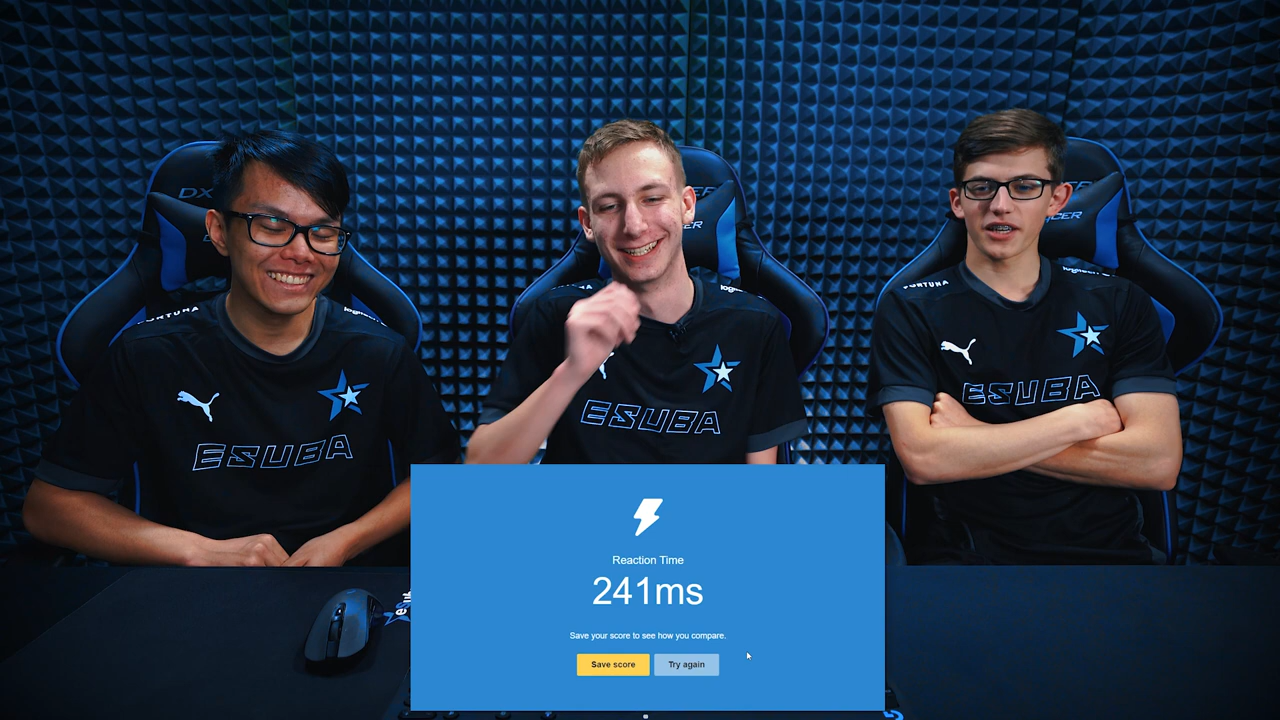 FORTUNA
ESUBA
ESUBA
FORTUNA
ESUBA
Reaction Time
241ms
Save your score to see how you compare.
Save score
Try again